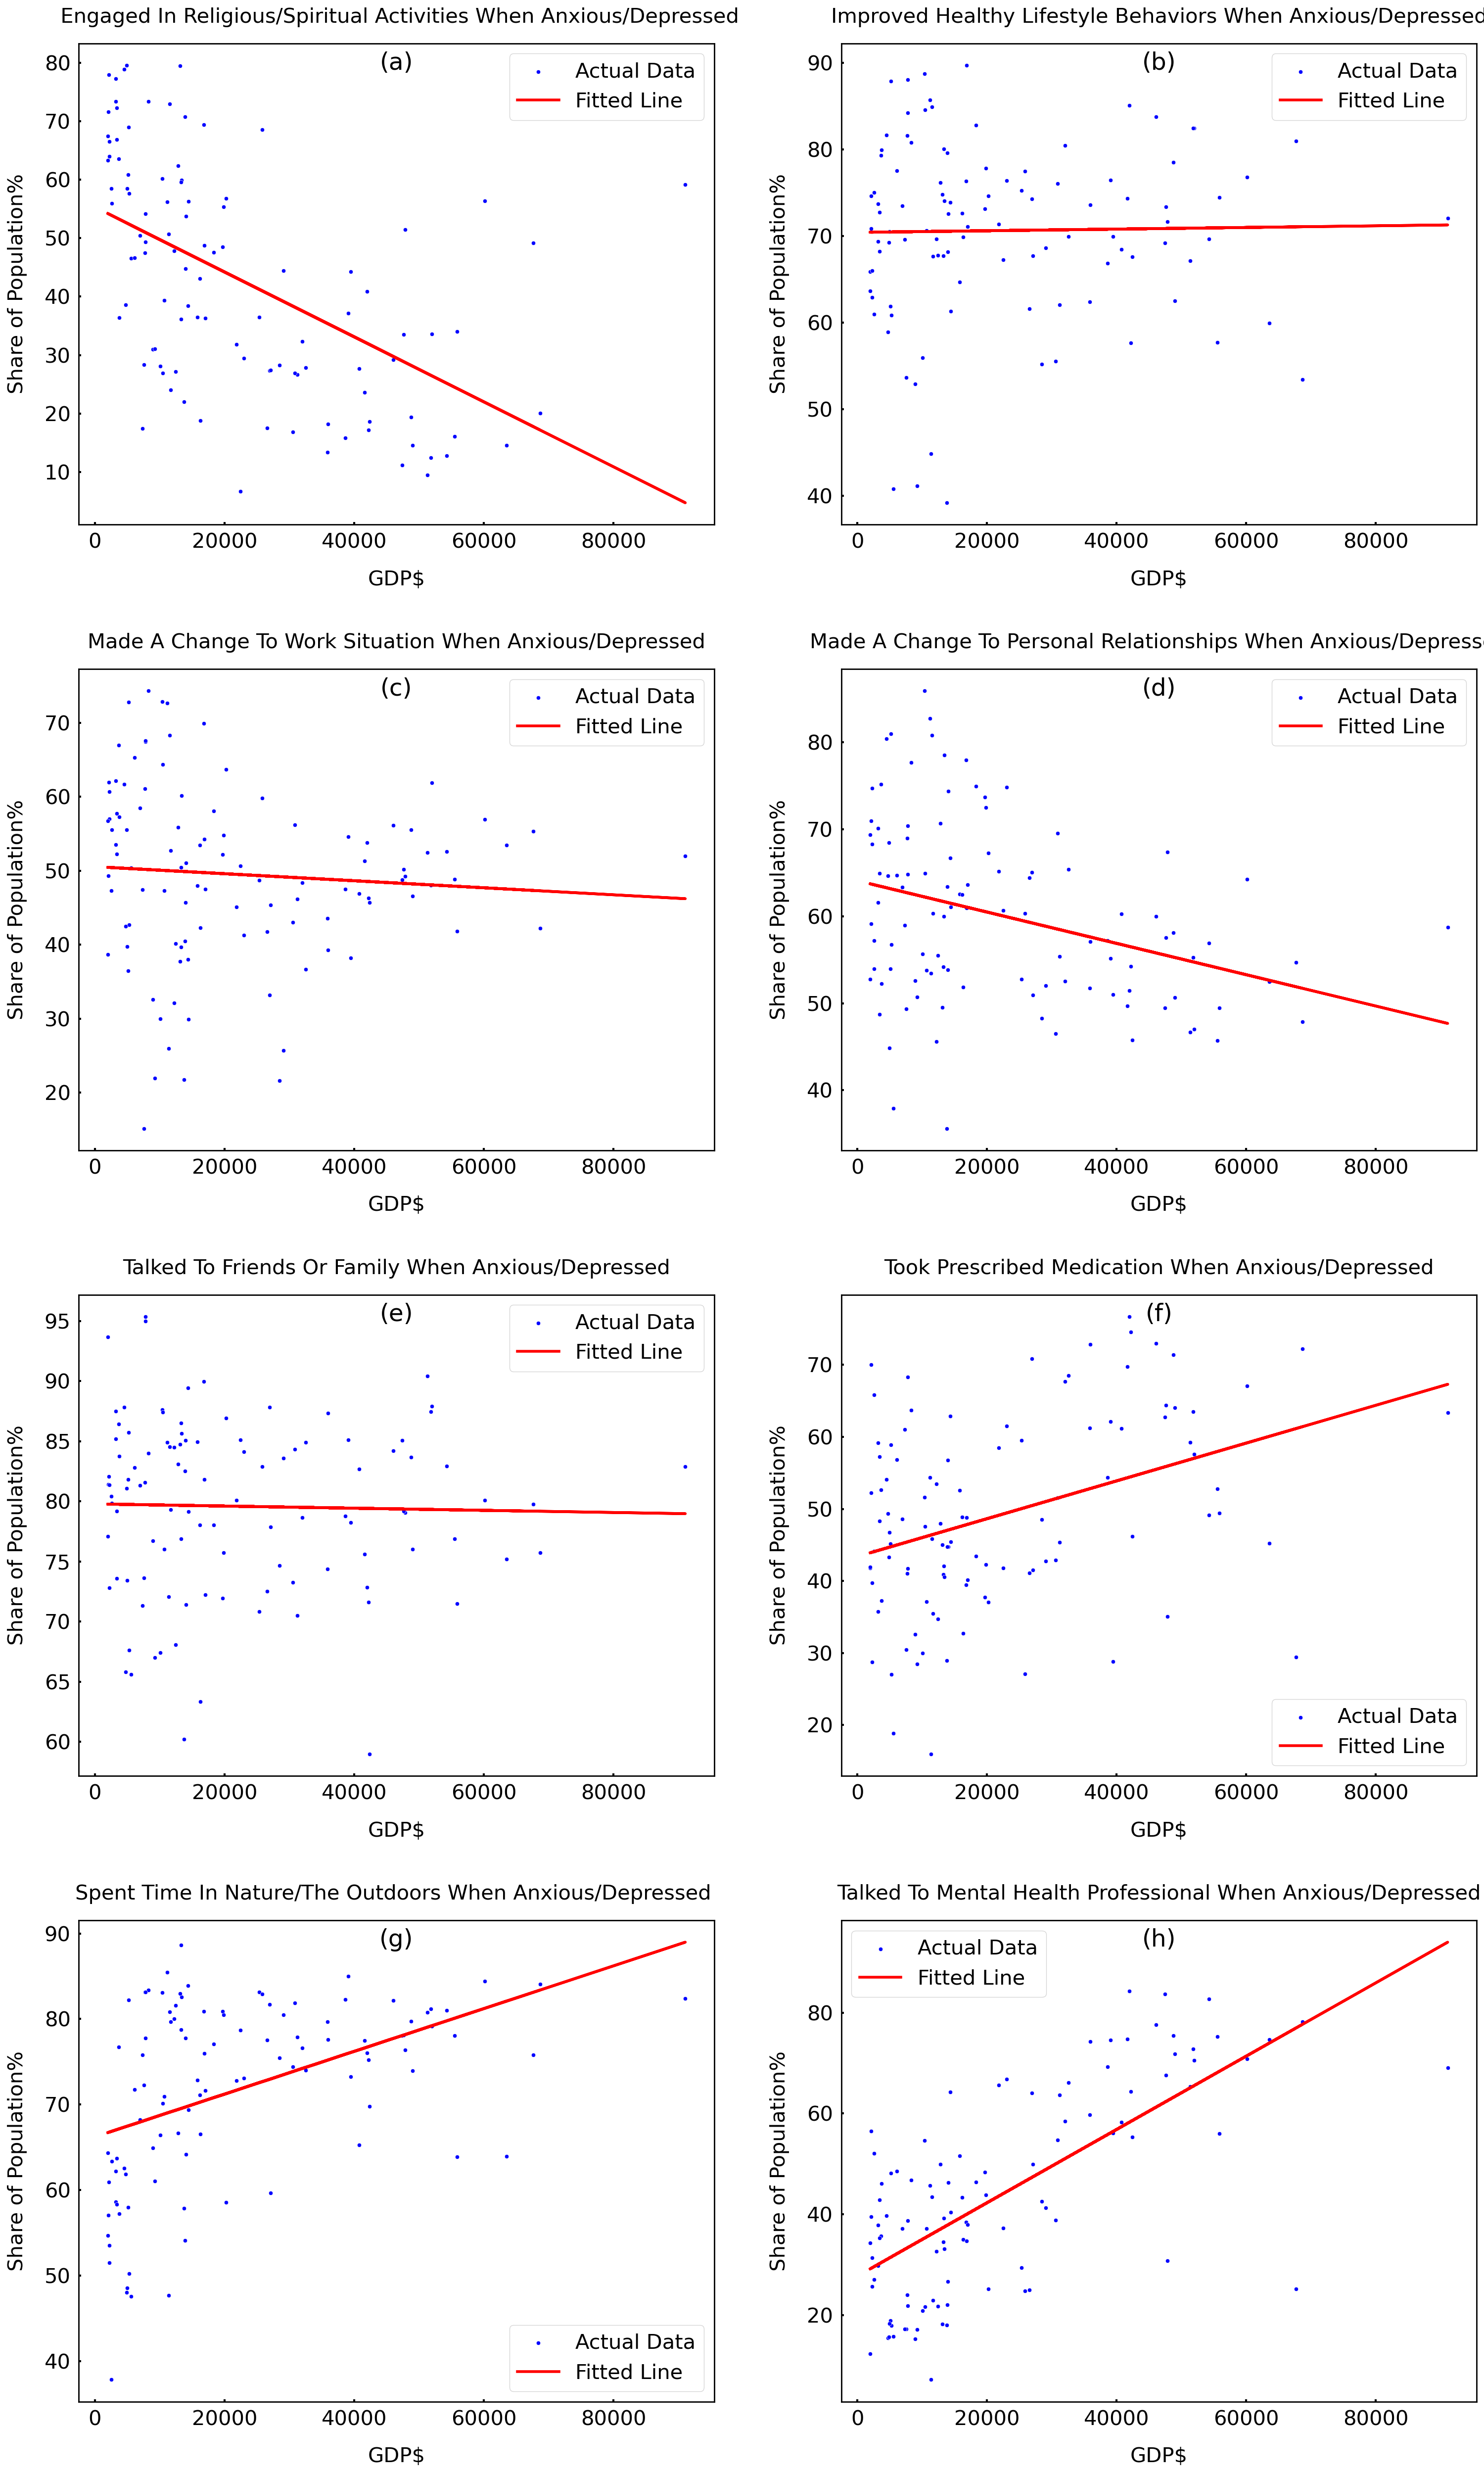 Engaged In Religious/Spiritual Activities When Anxious/Depressed
(a)
Actual Data
Fitted Line
80
70
60
50
40
30
20
10
Share of Population%
0 20000 40000 60000 80000
GDP$
Improved Healthy Lifestyle Behaviors When Anxious/Depressed
(b)
Actual Data
Fitted Line
90
80
70
60
50
40
Share of Population%
0 20000 40000 60000 80000
GDP$
Made A Change To Work Situation When Anxious/Depressed
(c)
Actual Data
Fitted Line
70
60
50
40
30
20
Share of Population%
0 20000 40000 60000 80000
GDP$
Made A Change To Personal Relationships When Anxious/Depress
(d)
Actual Data
Fitted Line
80
70
60
50
40
Share of Population%
0 20000 40000 60000 80000
GDP$
Talked To Friends Or Family When Anxious/Depressed
(e)
Actual Data
Fitted Line
95
90
85
80
75
70
65
60
Share of Population%
0 20000 40000 60000 80000
GDP$
Took Prescribed Medication When Anxious/Depressed
(f)
70
60
50
40
30
20
Share of Population%
Actual Data
Fitted Line
0 20000 40000 60000 80000
GDP$
Spent Time In Nature/The Outdoors When Anxious/Depressed
(g)
90
80
70
60
50
40
Share of Population%
Actual Data
Fitted Line
0 20000 40000 60000 80000
GDP$
Talked To Mental Health Professional When Anxious/Depressed
(h)
Actual Data
Fitted Line
80
60
40
20
Share of Population%
0 20000 40000 60000 80000
GDP$